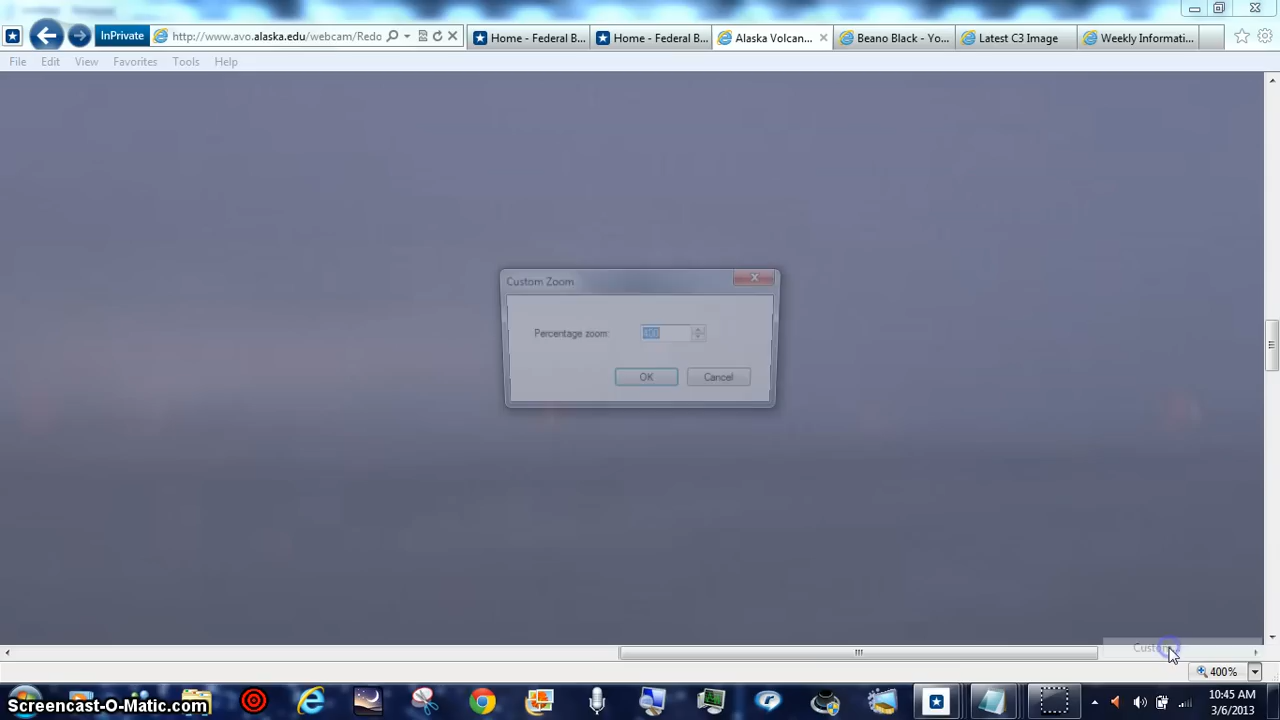 InPrivate
http://www.avo.alaska.edu/webcam/Redo
Home - Federal B...
Home - Federal B...
Alaska Volcan...
Beano Black - Yo...
Latest C3 Image
Weekly Informati...
File Edit View Favorites Tools Help
Custom Zoom
Percentage zoom: 400
OK Cancel
400%
10:45 AM
3/6/2013
Screencast-O-Matic.com